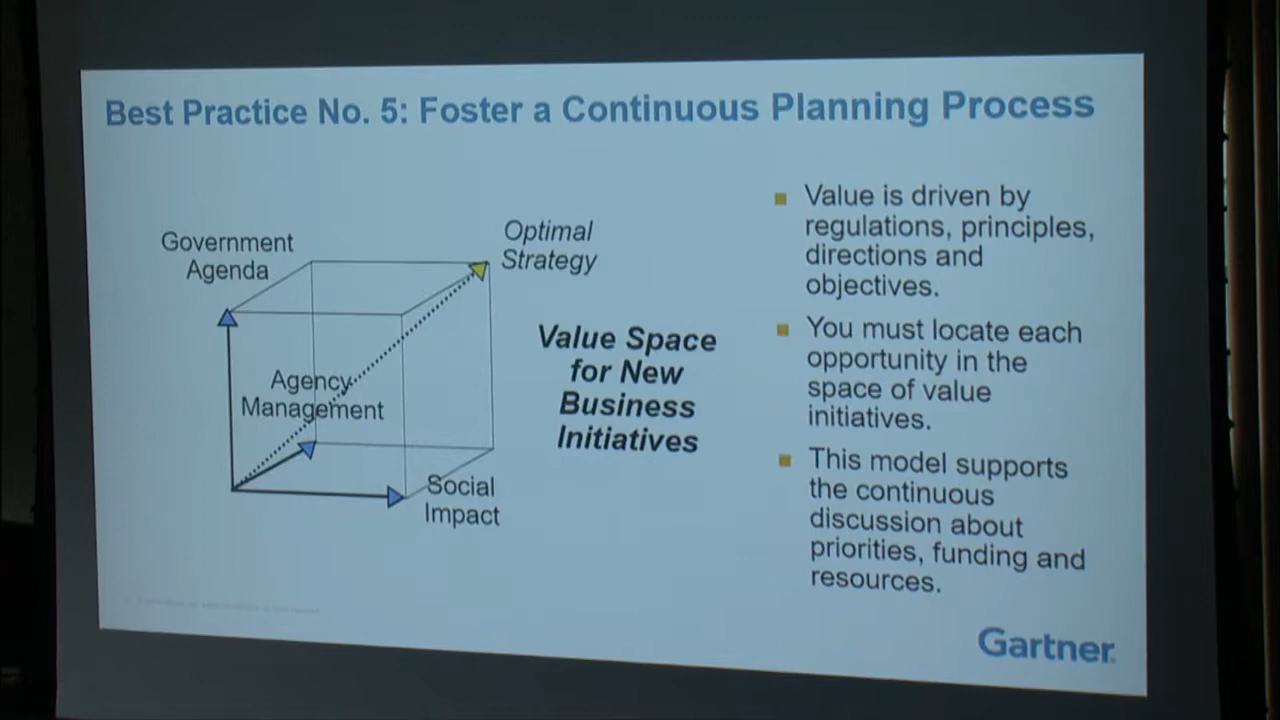 Best Practice No. 5: Foster a Continuous Planning Process
Government
Agenda
Optimal
Strategy
Agency
Management
Social
Impact
Value Space
for New
Business
Initiatives
Value is driven by
regulations, principles,
directions and
objectives.
You must locate each
opportunity in the
space of value
initiatives.
This model supports
the continuous
discussion about
priorities, funding and
resources.
Gartner.